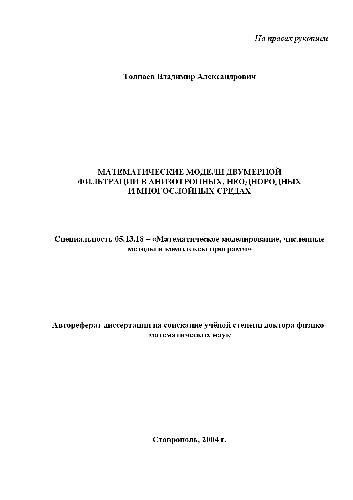 На правах рукописи
Толпаев Владимир Александрович
МАТЕМАТИЧЕСКИЕ МОДЕЛИ ДВУМЕРНОЙ
ФИЛЬТРАЦИИ В АНИЗОТРОПНЫХ, НЕОДНОРОДНЫХ
И МНОГОСЛОЙНЫХ СРЕДАХ
Специальность 05.13.18 – «Математическое моделирование, численные
методы и комплексы программ»
Автореферат диссертации на соискание учёной степени доктора физико-
математических наук
Ставрополь, 2004 г.